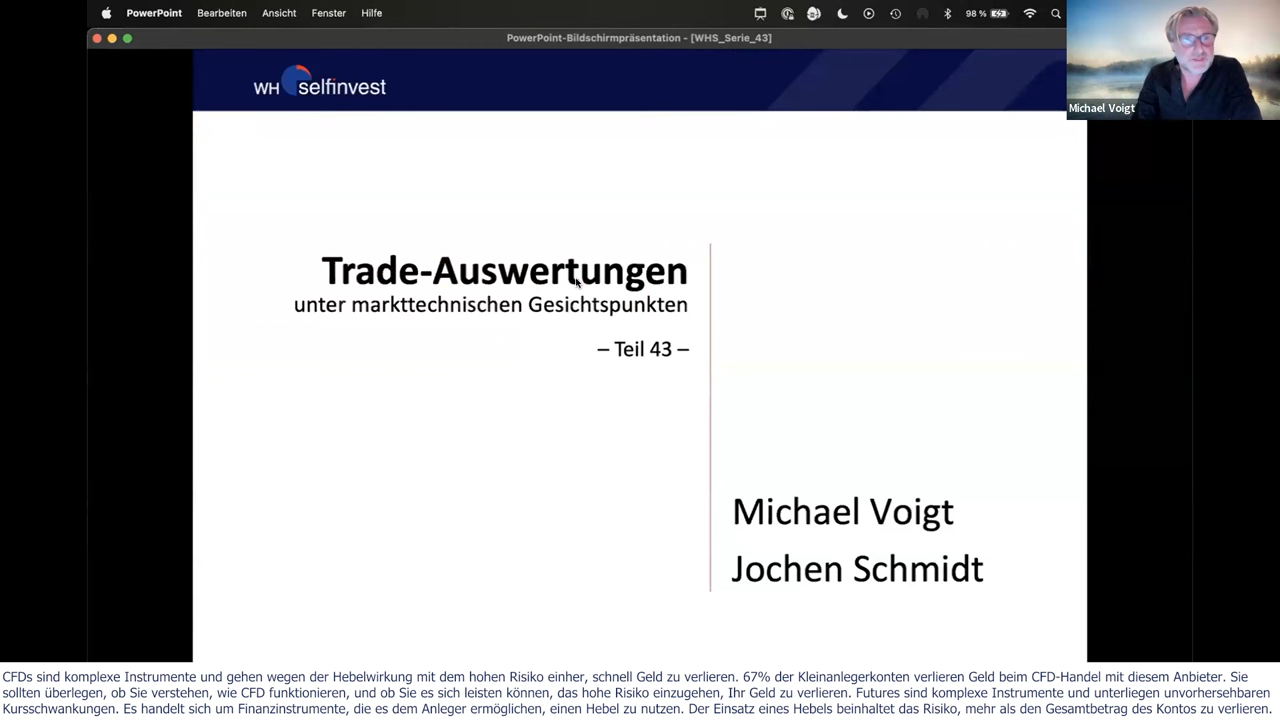 PowerPoint Bearbeiten Ansicht Fenster Hilfe 98 %
PowerPoint-Bildschirmpräsentation - [WHS_Serie_43]
WH selfinvest
Michael Voigt
Trade-Auswertungen
unter markttechnischen Gesichtspunkten
– Teil 43 –
Michael Voigt
Jochen Schmidt
CFDs sind komplexe Instrumente und gehen wegen der Hebelwirkung mit dem hohen Risiko einher, schnell Geld zu verlieren. 67% der Kleinanlegerkonten verlieren Geld beim CFD-Handel mit diesem Anbieter. Sie
sollten überlegen, ob Sie verstehen, wie CFD funktionieren, und ob Sie es sich leisten können, das hohe Risiko einzugehen, Ihr Geld zu verlieren. Futures sind komplexe Instrumente und unterliegen unvorhersehbaren
Kursschwankungen. Es handelt sich um Finanzinstrumente, die es dem Anleger ermöglichen, einen Hebel zu nutzen. Der Einsatz eines Hebels beinhaltet das Risiko, mehr als den Gesamtbetrag des Kontos zu verlieren.